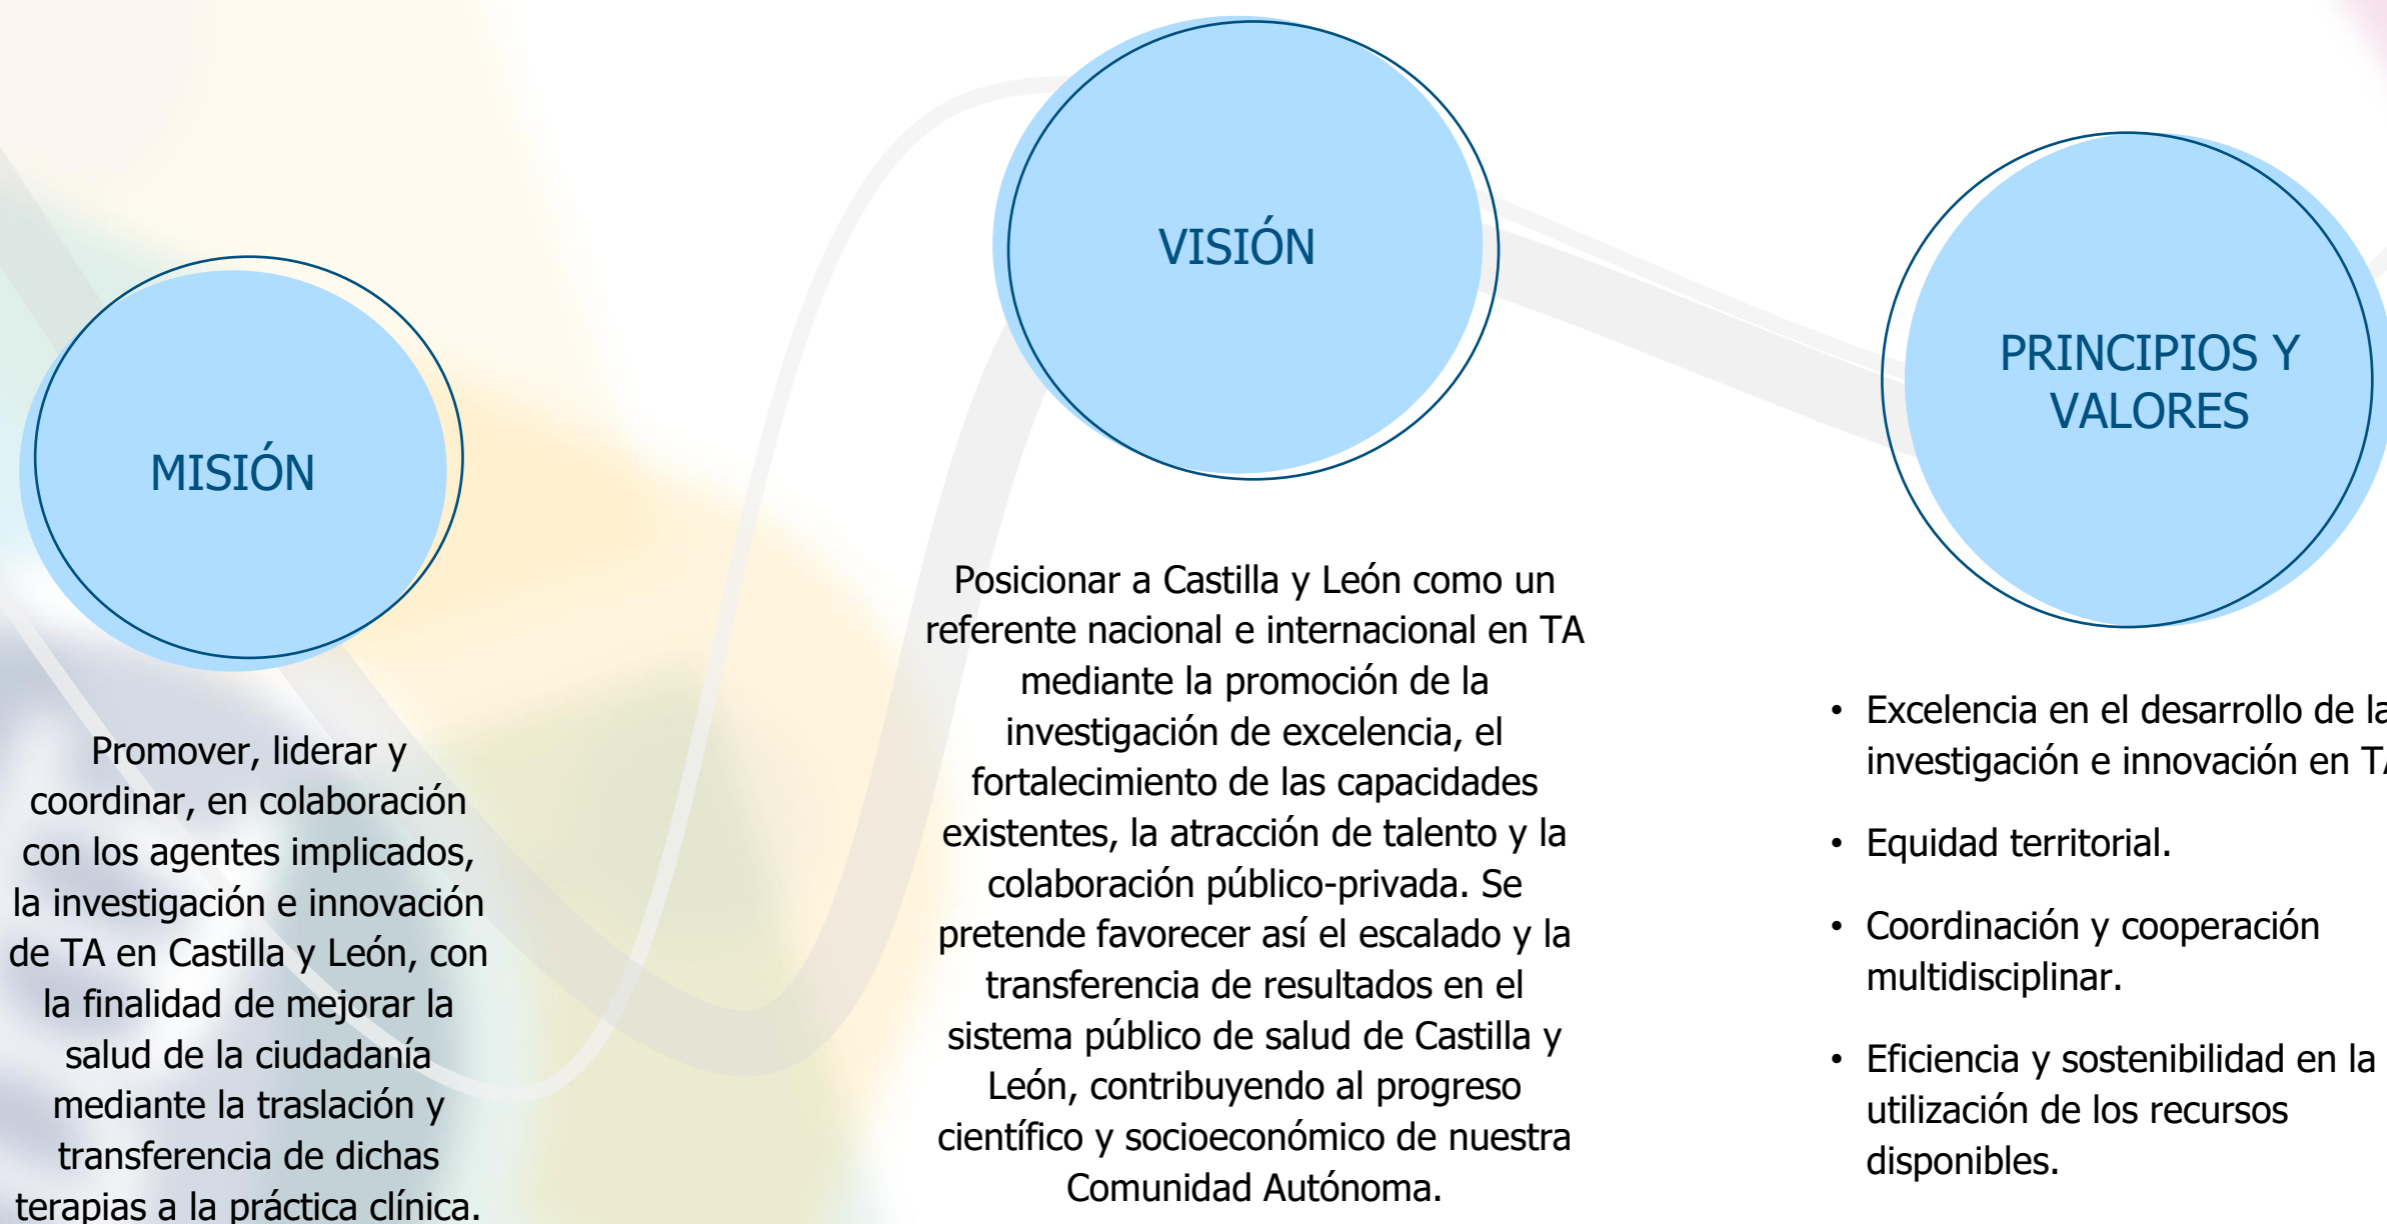 MISIÓN
Promover, liderar y
coordinar, en colaboración
con los agentes implicados,
la investigación e innovación
de TA en Castilla y León, con
la finalidad de mejorar la
salud de la ciudadanía
mediante la traslación y
transferencia de dichas
terapias a la práctica clínica.
VISIÓN
Posicionar a Castilla y León como un
referente nacional e internacional en TA
mediante la promoción de la
investigación de excelencia, el
fortalecimiento de las capacidades
existentes, la atracción de talento y la
colaboración público-privada. Se
pretende favorecer así el escalado y la
transferencia de resultados en el
sistema público de salud de Castilla y
León, contribuyendo al progreso
científico y socioeconómico de nuestra
Comunidad Autónoma.
PRINCIPIOS Y
VALORES
• Excelencia en el desarrollo de la
investigación e innovación en TA
• Equidad territorial.
• Coordinación y cooperación
multidisciplinar.
• Eficiencia y sostenibilidad en la
utilización de los recursos
disponibles.